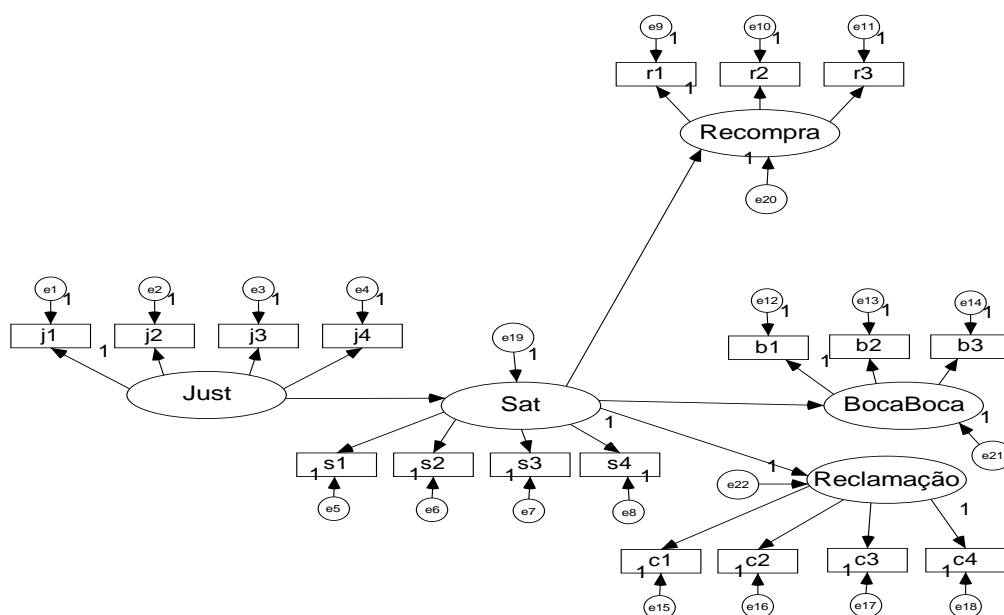 e9 e10 e11
1 1 1
r1 r2 r3
1
Recompra
1
e20
e1 e2 e3 e4
1 1 1 1
j1 j2 j3 j4
1
Just
e19
1
Sat
1
s1 s2 s3 s4
1 1 1 1
e5 e6 e7 e8
e12 e13 e14
1 1 1
b1 b2 b3
1
BocaBoca
1
e21
e22
1
Reclamação
1
c1 c2 c3 c4
1 1 1 1
e15 e16 e17 e18